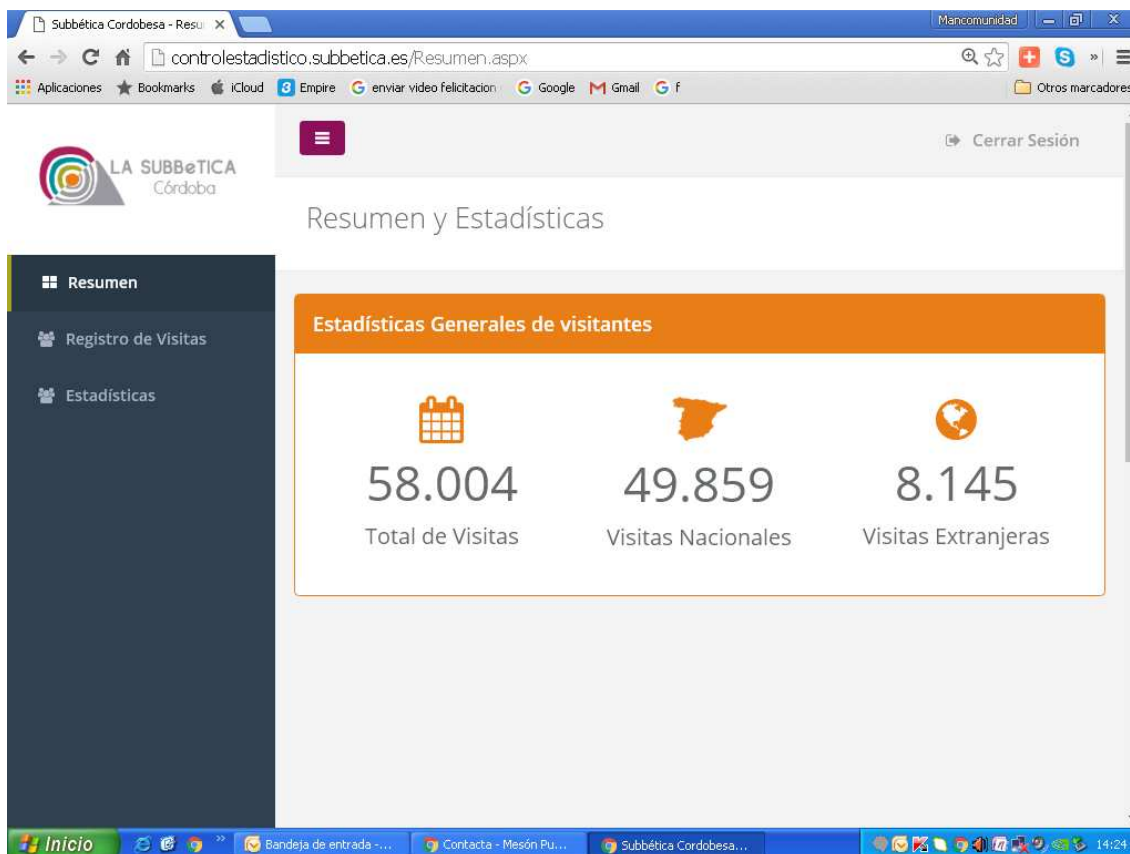 Subbética Cordobesa - Resu
Mancomunidad
controlestadistico.subbetica.es/Resumen.aspx
Aplicaciones Bookmarks iCloud Empire enviar video felicitacion Google Gmail f Otros marcadores
LA SUBBeTICA
Córdoba
Cerrar Sesión
Resumen y Estadísticas
Resumen
Registro de Visitas
Estadísticas
Estadísticas Generales de visitantes
58.004 49.859 8.145
Total de Visitas Visitas Nacionales Visitas Extranjeras
Inicio Bandeja de entrada -... Contacta - Mesón Pu... Subbética Cordobesa... 14:24